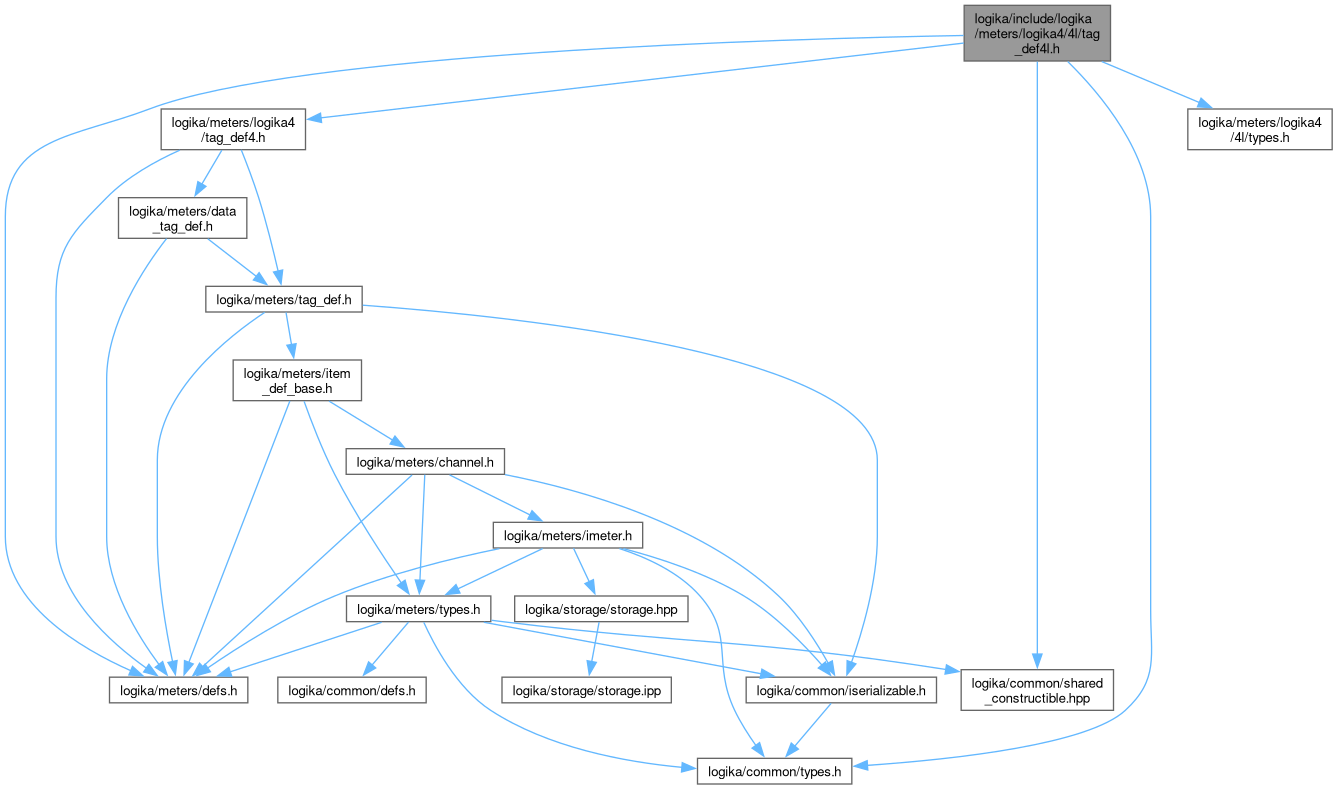 logika/include/logika
/meters/logika4/4l/tag
_def4l.h
logika/meters/logika4
/tag_def4.h
logika/meters/logika4
/4l/types.h
logika/meters/data
_tag_def.h
logika/meters/tag_def.h
logika/meters/item
_def_base.h
logika/meters/channel.h
logika/meters/imeter.h
logika/meters/types.h
logika/storage/storage.hpp
logika/meters/defs.h
logika/common/defs.h
logika/storage/storage.ipp
logika/common/iserializable.h
logika/common/shared
_constructible.hpp
logika/common/types.h